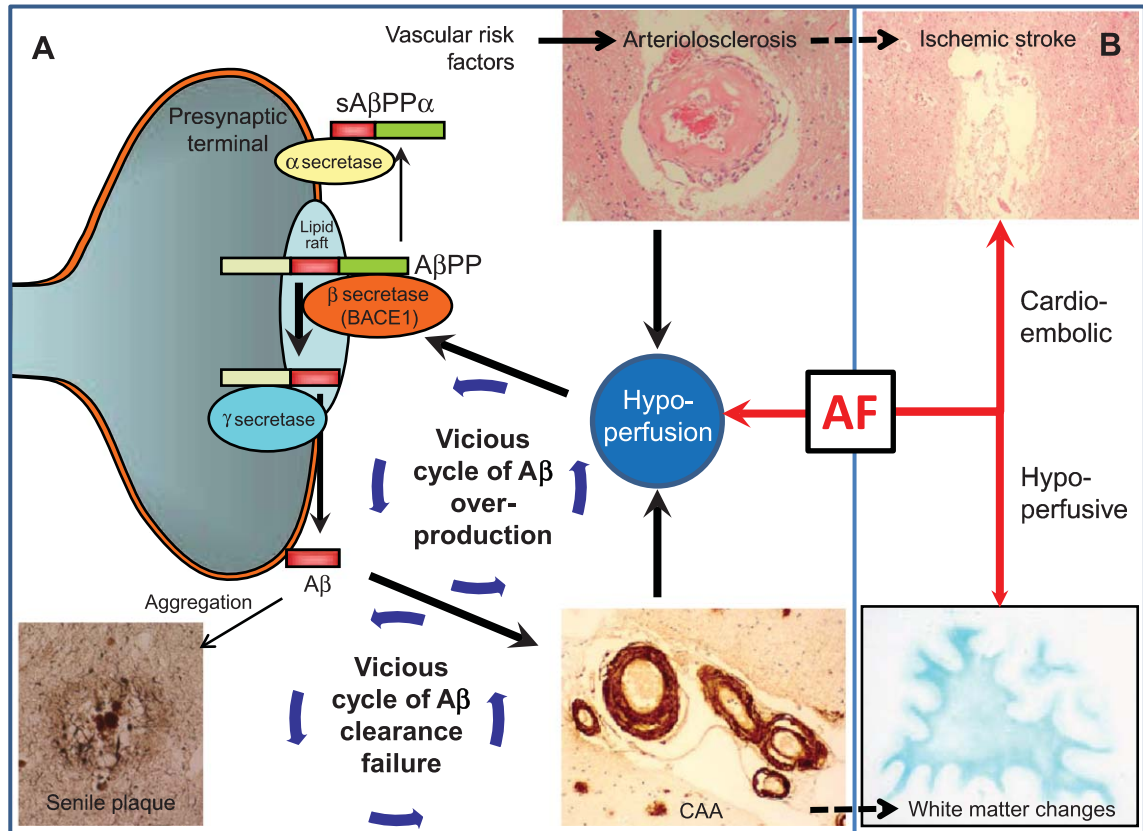 A
Vascular risk
factors
Arteriolosclerosis
Ischemic stroke
B
Presynaptic
terminal
sAβPPα
α secretase
Lipid
raft
AβPP
β secretase
(BACE1)
γ secretase
Aβ
Aggregation
Senile plaque
Vicious
cycle of Aβ
over-
production
Vicious
cycle of Aβ
clearance
failure
Hypo-
perfusion
AF
Cardio-
embolic
Hypo-
perfusive
CAA
White matter changes